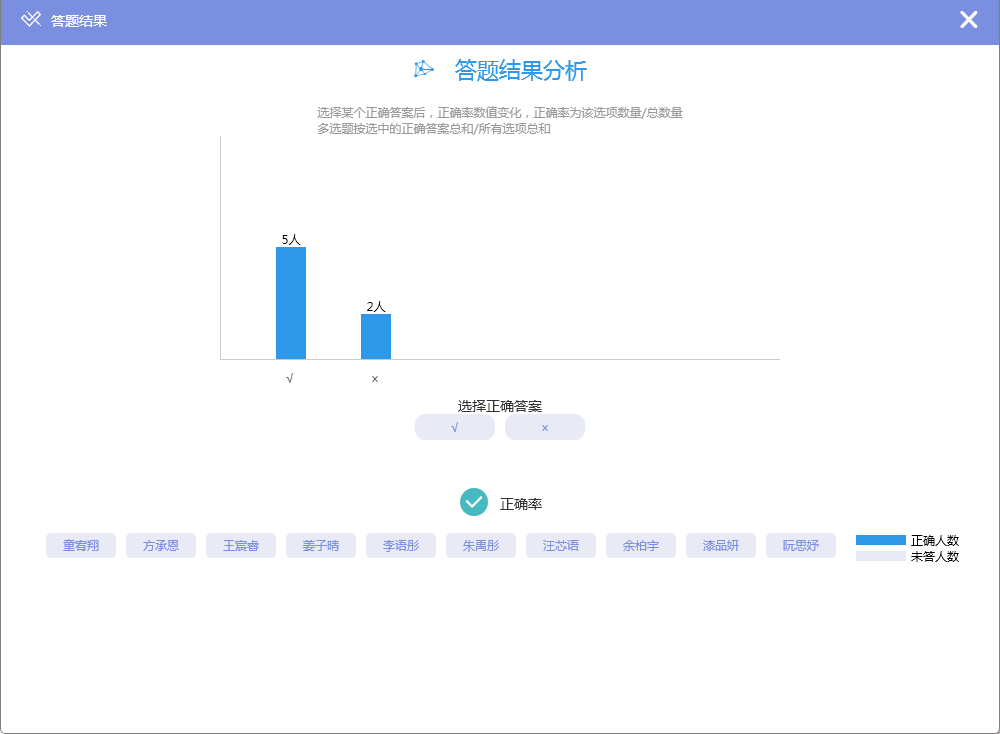 答题结果
答题结果分析
选择某个正确答案后，正确率数值变化，正确率为该选项数量/总数量
多选题按选中的正确答案总和/所有选项总和
5人
2人
√ ×
选择正确答案
√ ×
正确率
童宥翔 方承恩 王宸睿 姜子晴 李语彤 朱禹彤 汪芯语 余柏宇 漆品妍 阮思妤
正确人数
未答人数